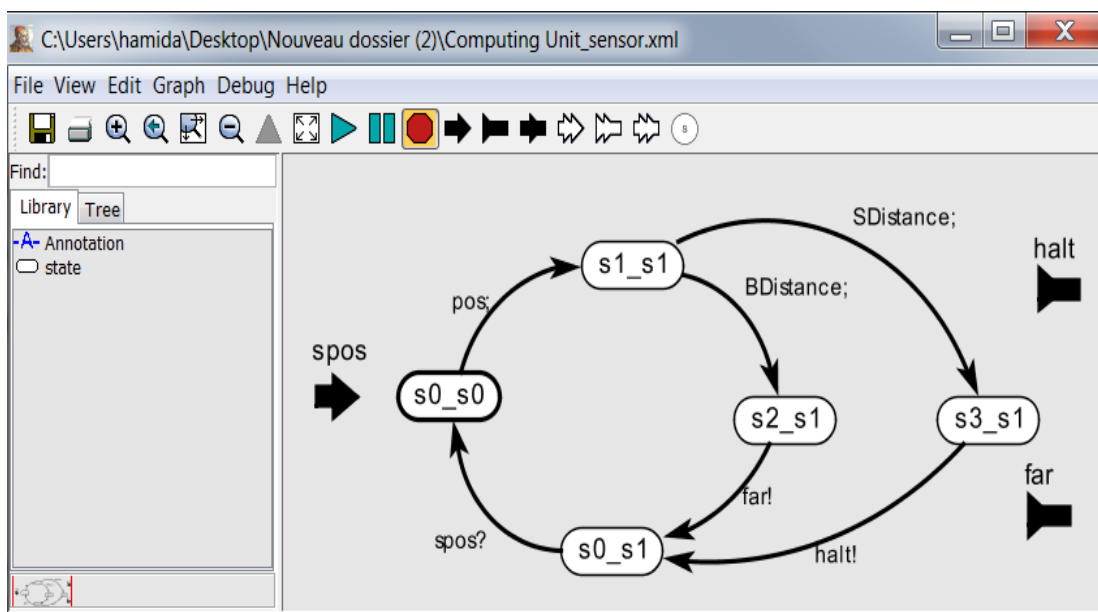 C:\Users\hamida\Desktop\Nouveau dossier (2)\Computing Unit_sensor.xml
X
File View Edit Graph Debug Help
s
Find:
Library Tree
-A- Annotation
state
SDistance;
halt
s1_s1
BDistance;
pos;
spos
s0_s0
s2_s1
s3_s1
far
far!
spos?
s0_s1
halt!